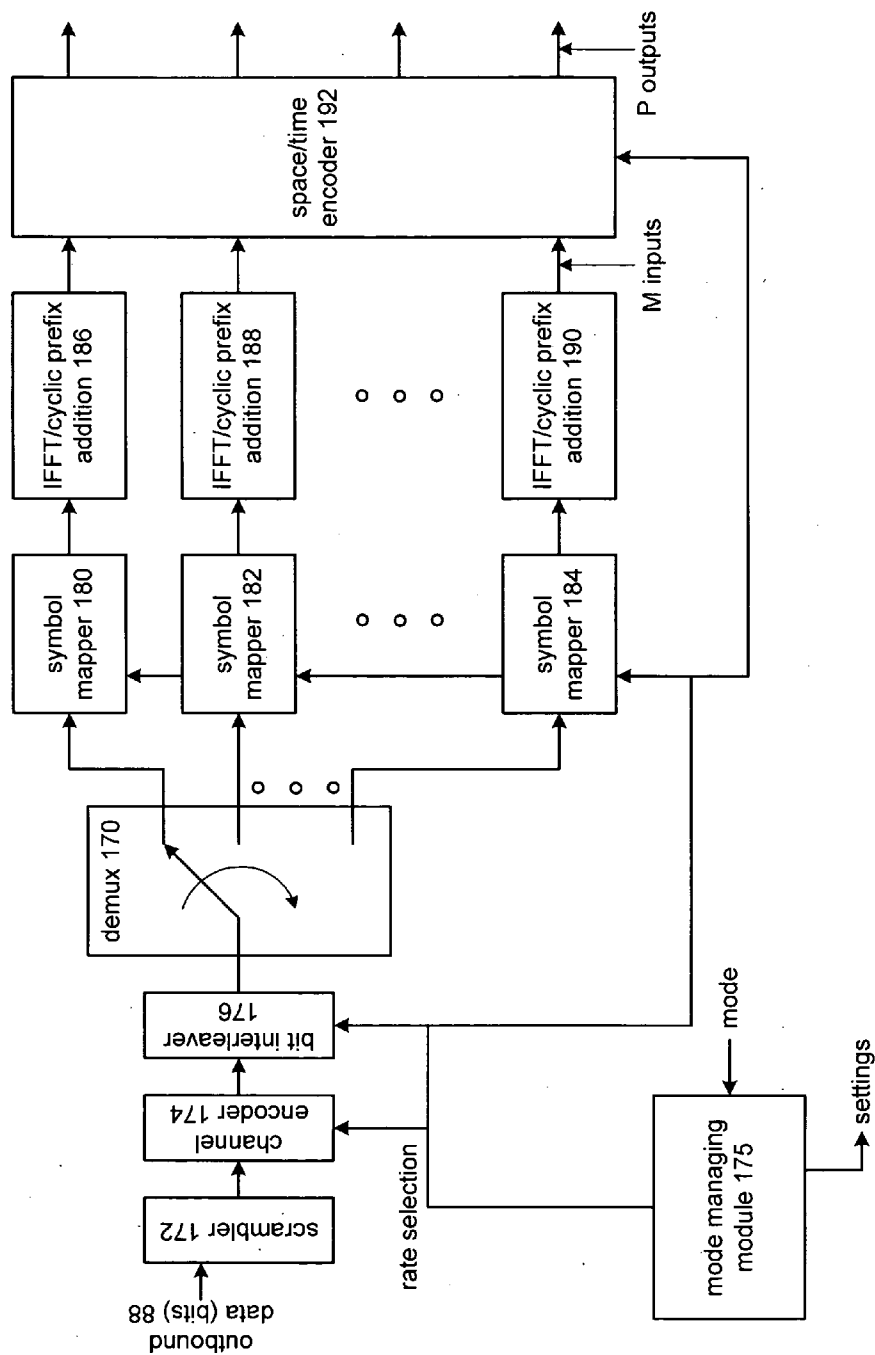 outbound
data (bits) 88
scrambler 172
channel
encoder 174
bit interleaver
176
rate selection
mode managing
module 175
mode
settings
demux 170
symbol
mapper 180
symbol
mapper 182
symbol
mapper 184
IFFT/cyclic prefix
addition 186
IFFT/cyclic prefix
addition 188
IFFT/cyclic prefix
addition 190
M inputs
space/time
encoder 192
P outputs